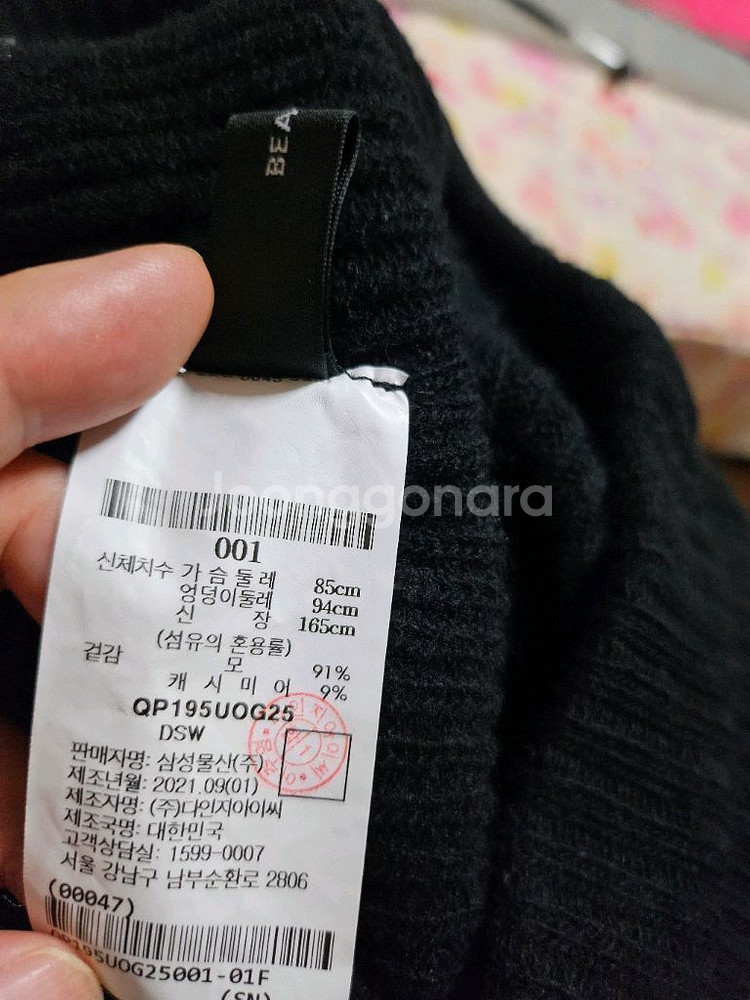 BEA
Joonggonara
001
신체치수 가 슴 둘 레 85cm
엉덩이둘레 94cm
신 장 165cm
(섬유의 혼용률)
겉감 모 91%
캐 시 미 어 9%
QP195UOG25
DSW
판매자명: 삼성물산(주)
제조년월: 2021.09(01)
제조자명: (주)다인지아이씨
제조국명: 대한민국
고객상담실: 1599-0007
서울 강남구 남부순환로 2806
(00047)
QP195UOG25001-01F
(SN)